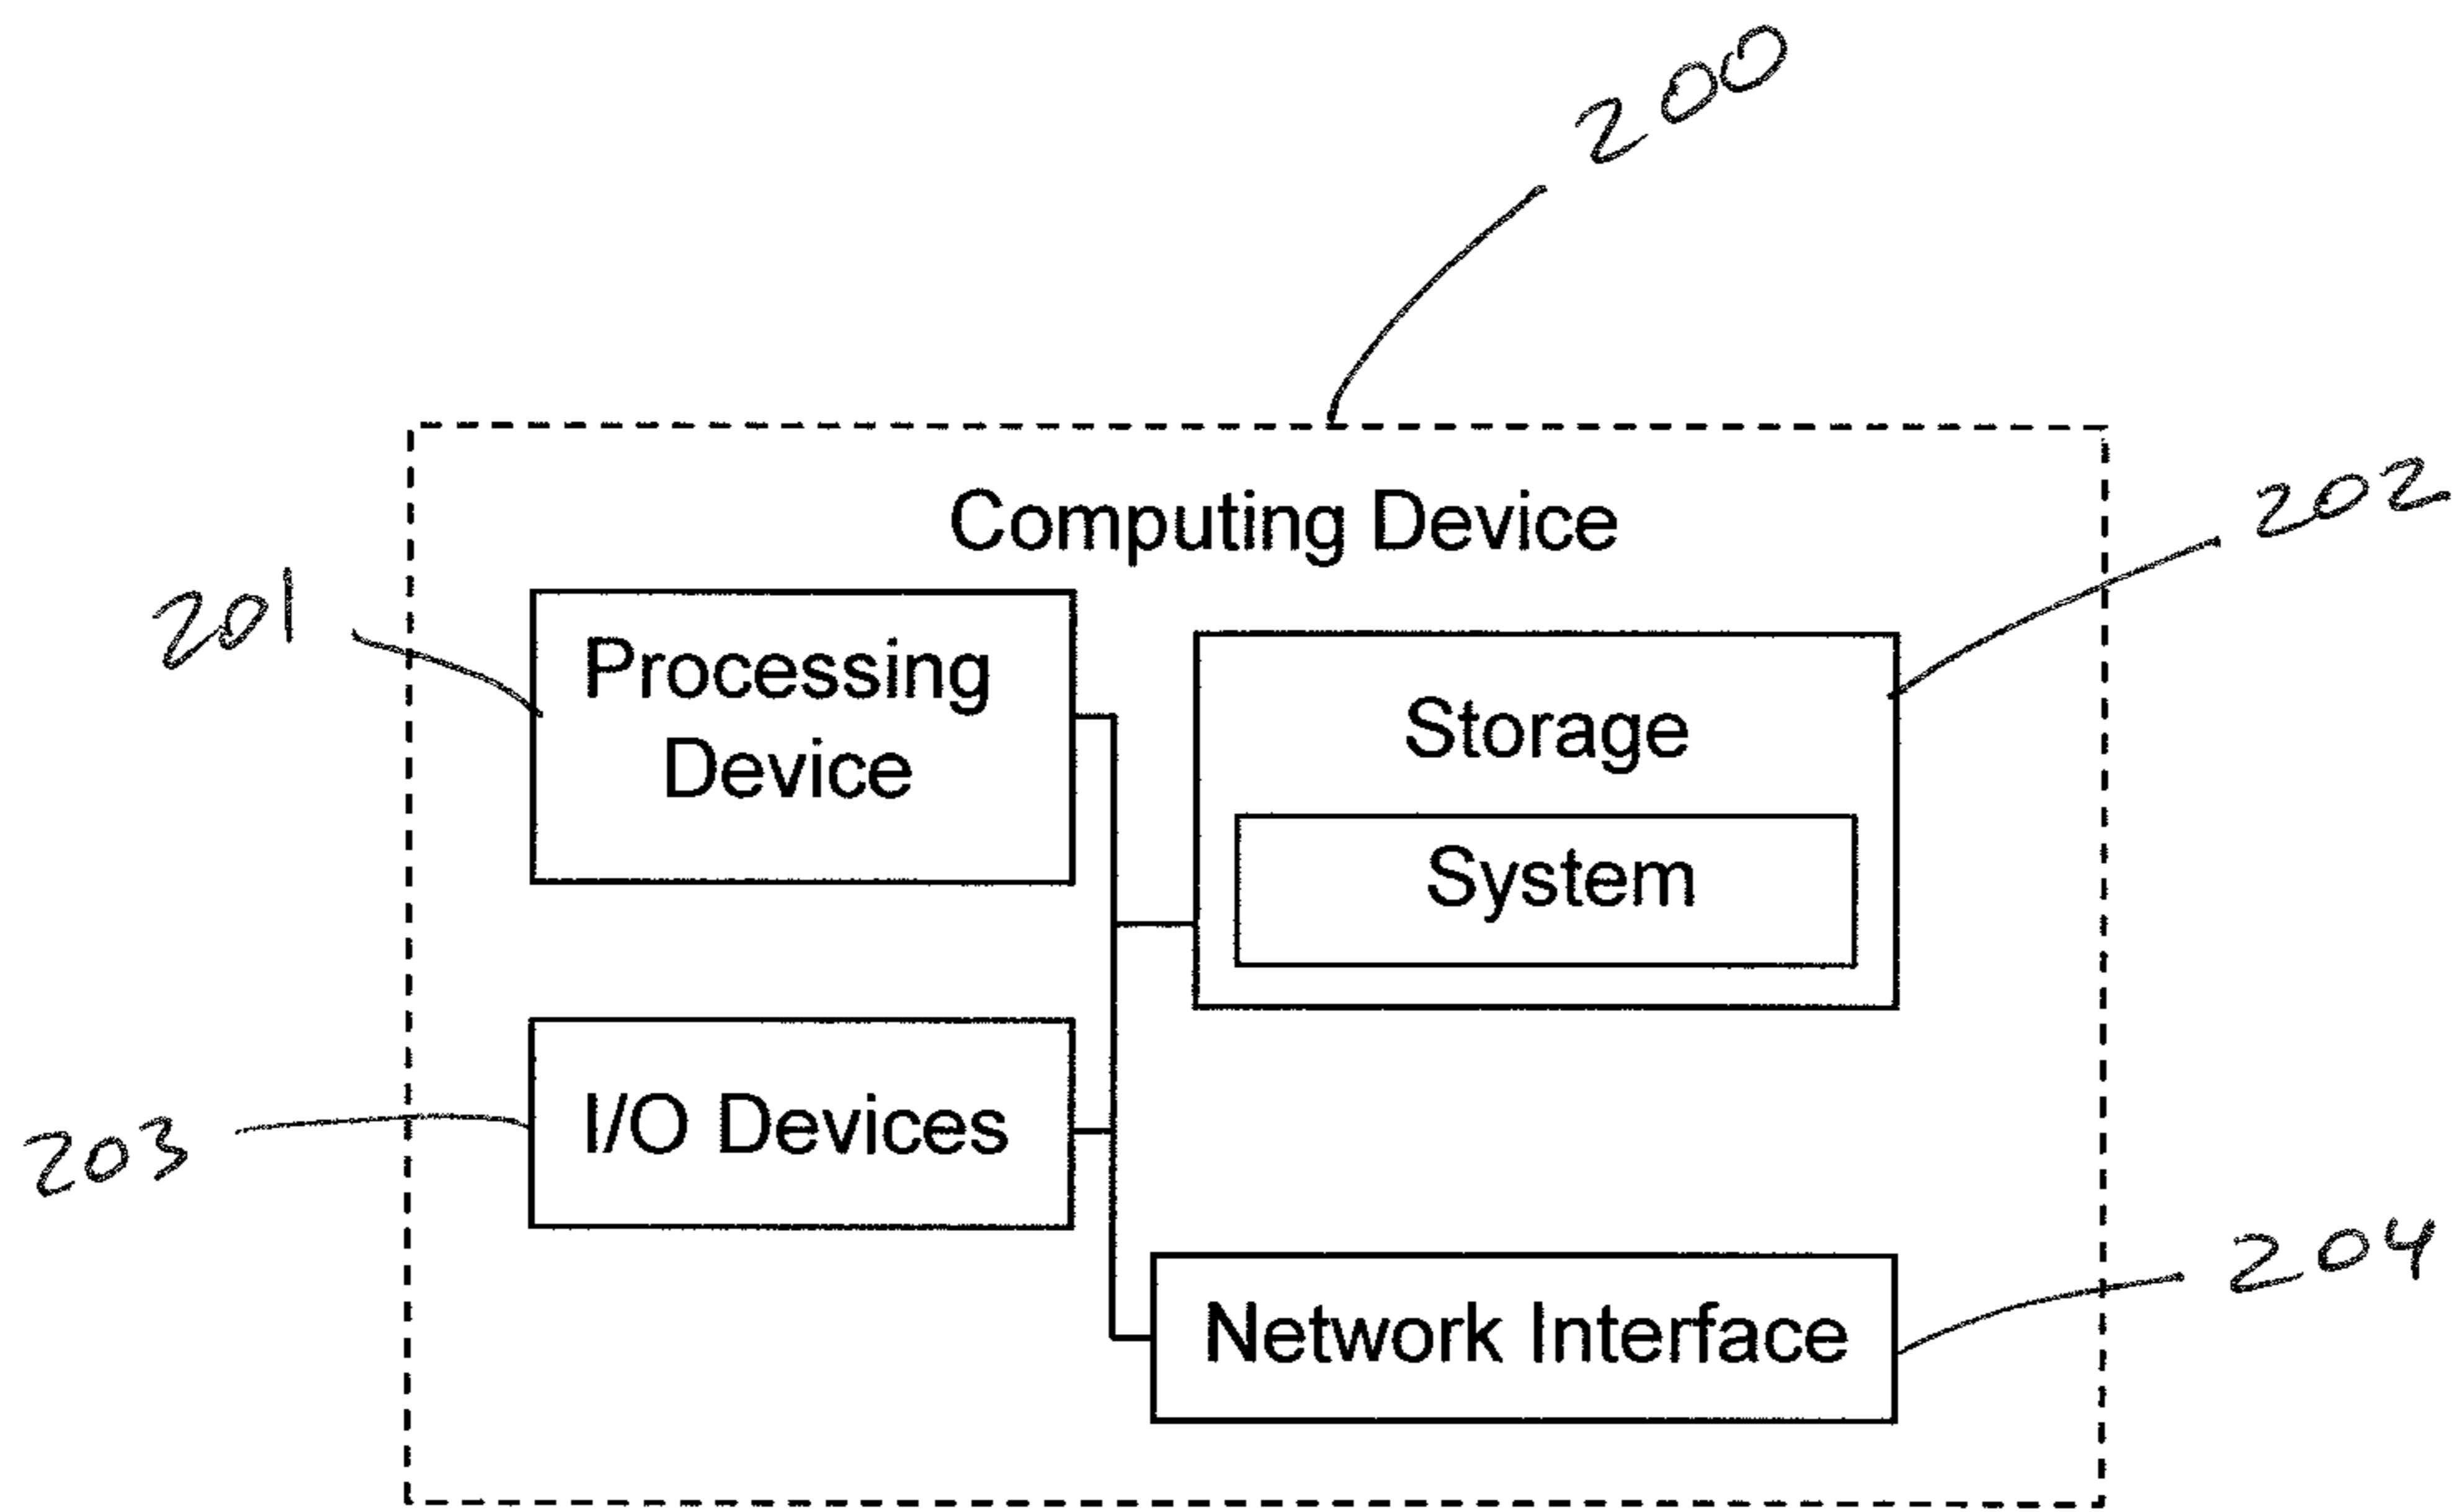 200
Computing Device
202
201
Processing
Device
Storage
System
203
I/O Devices
204
Network Interface